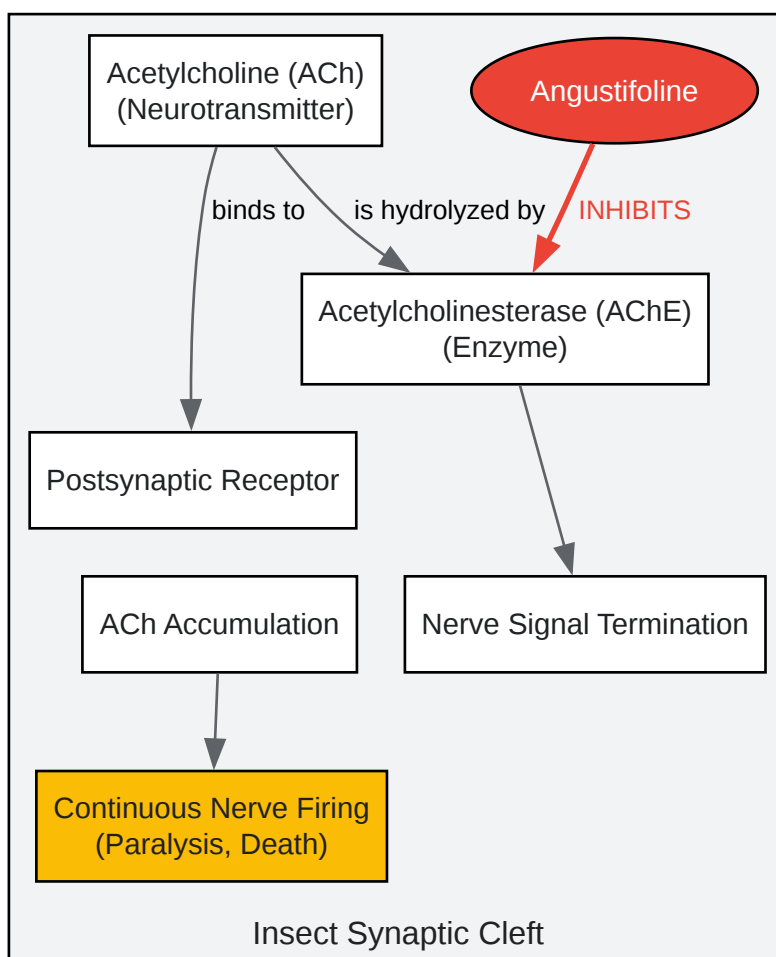 Acetylcholine (ACh)
(Neurotransmitter)
Angustifoline
binds to
is hydrolyzed by
INHIBITS
Acetylcholinesterase (AChE)
(Enzyme)
Postsynaptic Receptor
ACh Accumulation
Nerve Signal Termination
Continuous Nerve Firing
(Paralysis, Death)
Insect Synaptic Cleft